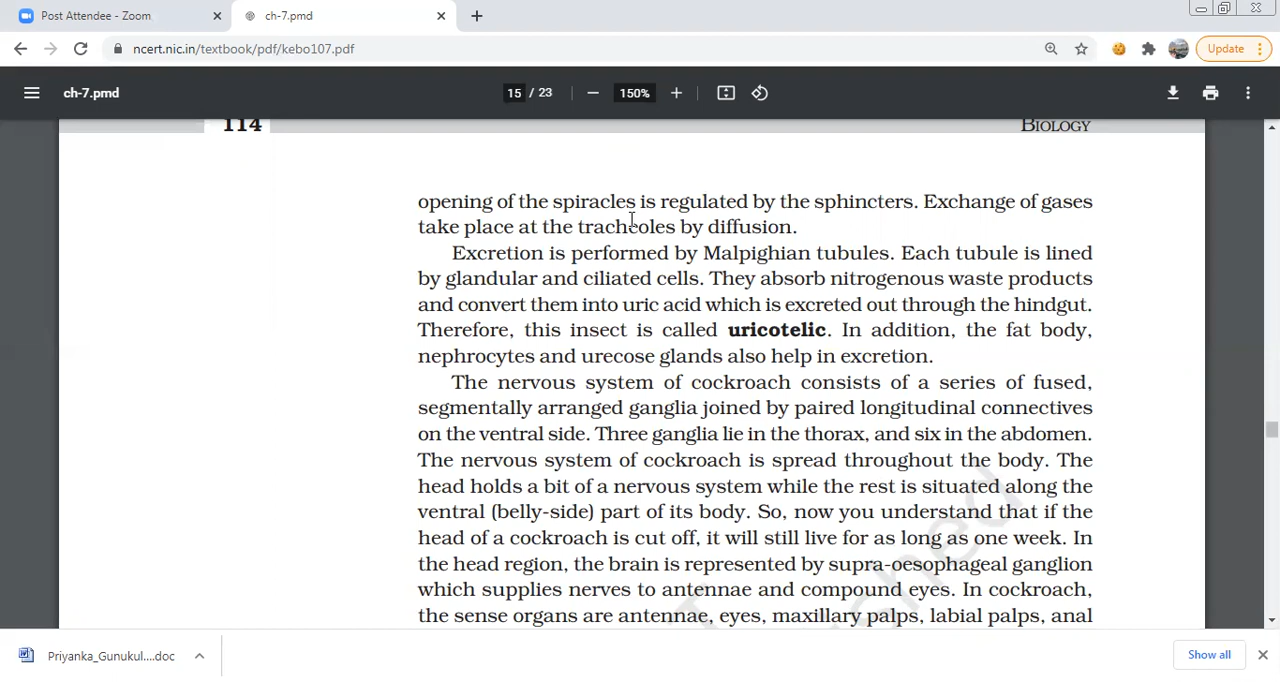 Post Attendee - Zoom
ch-7.pmd
ncert.nic.in/textbook/pdf/kebo107.pdf
Update
ch-7.pmd
15 / 23
150%
114
BIOLOGY
opening of the spiracles is regulated by the sphincters. Exchange of gases
take place at the tracheoles by diffusion.
Excretion is performed by Malpighian tubules. Each tubule is lined
by glandular and ciliated cells. They absorb nitrogenous waste products
and convert them into uric acid which is excreted out through the hindgut.
Therefore, this insect is called uricotelic. In addition, the fat body,
nephrocytes and urecose glands also help in excretion.
The nervous system of cockroach consists of a series of fused,
segmentally arranged ganglia joined by paired longitudinal connectives
on the ventral side. Three ganglia lie in the thorax, and six in the abdomen.
The nervous system of cockroach is spread throughout the body. The
head holds a bit of a nervous system while the rest is situated along the
ventral (belly-side) part of its body. So, now you understand that if the
head of a cockroach is cut off, it will still live for as long as one week. In
the head region, the brain is represented by supra-oesophageal ganglion
which supplies nerves to antennae and compound eyes. In cockroach,
the sense organs are antennae, eyes, maxillary palps, labial palps, anal
Priyanka_Gunukul....doc
Show all